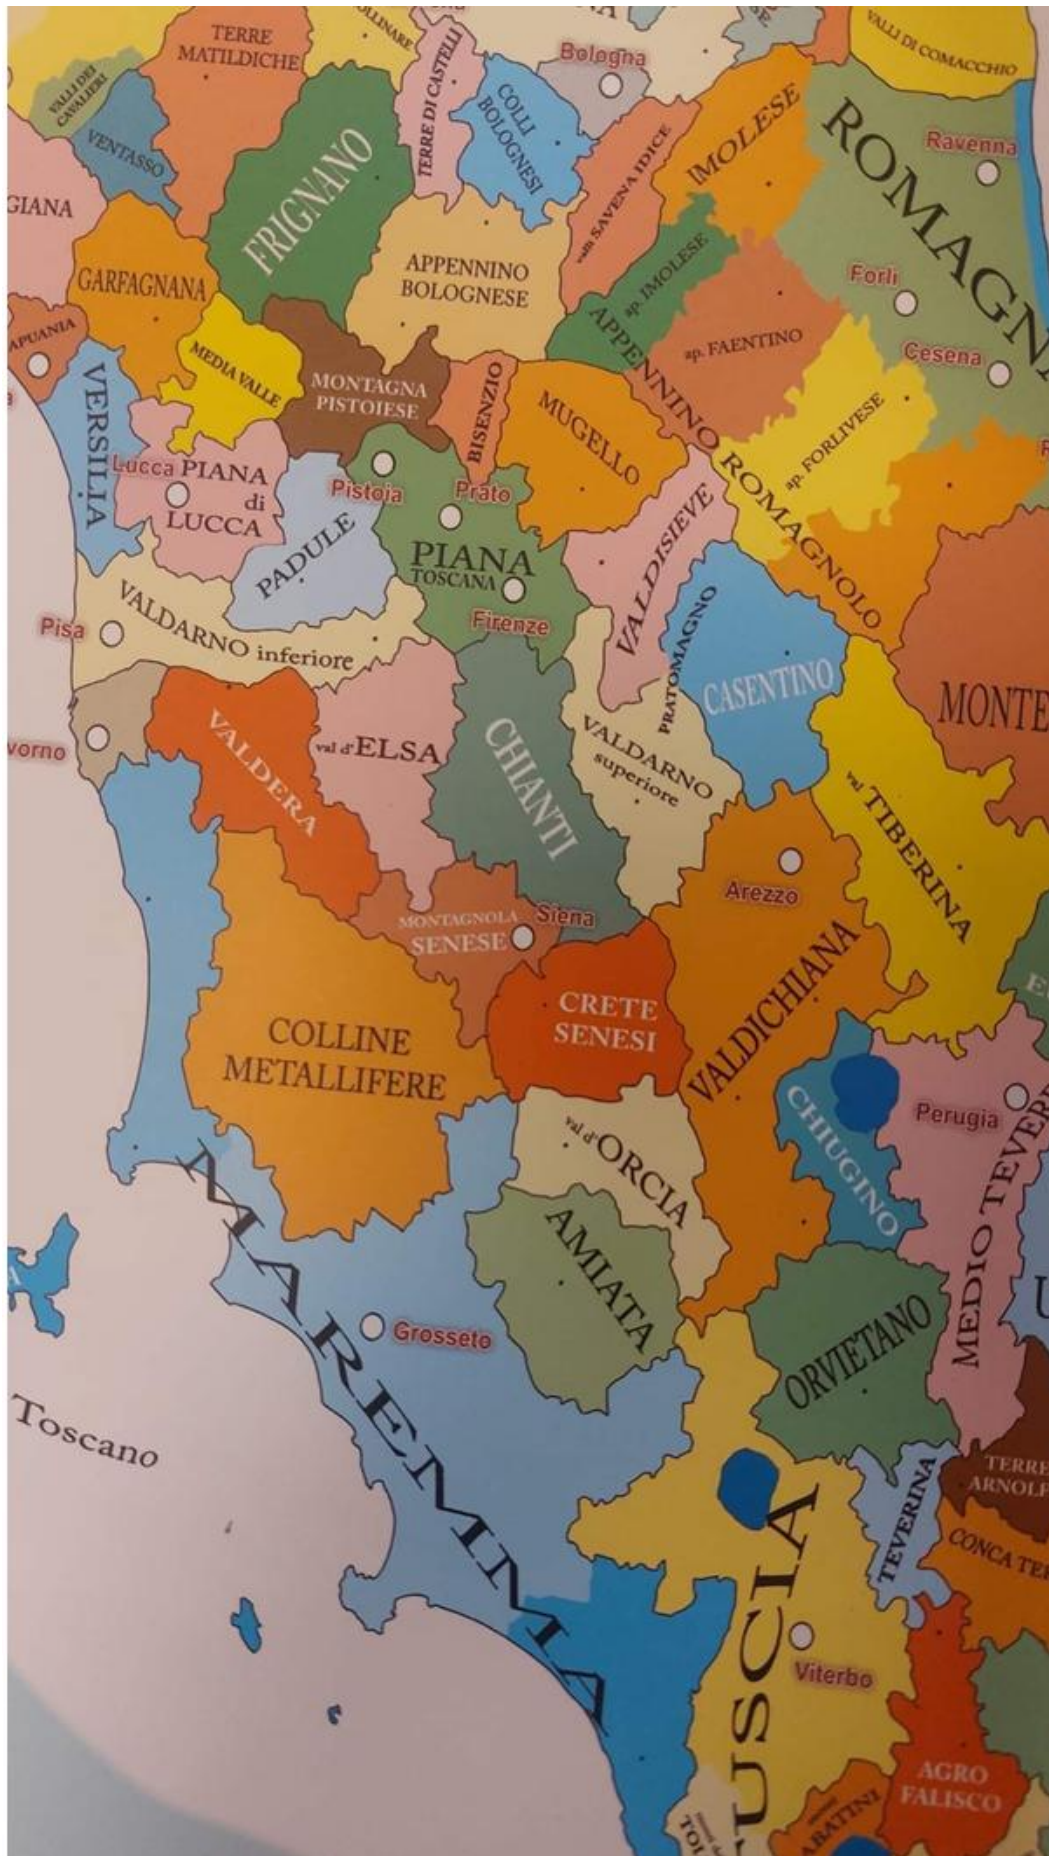 TERRE
MATILDICHE
Bologna
VALLI DI COMACCHIO
VALLI DEI
CAVALIERI
VENTASSO
TERRE DI CASTELLI
COLLI
BOLOGNESI
IMOLESE
ROMAGN
Ravenna
GIANA
FRIGNANO
valli SAVENA IDICE
GARFAGNANA
APPENNINO
BOLOGNESE
ap. IMOLESE
Forlì
APUANIA
MEDIA VALLE
MONTAGNA
PISTOIESE
BISENZIO
APPENNINO
ROMAGNOLO
ap. FAENTINO
Cesena
VERSILIA
MUGELLO
ap. FORLIVESE
Lucca
PIANA
di
LUCCA
Pistoia
Prato
PADULE
PIANA
TOSCANA
VALDISIEVE
Firenze
Pisa
VALDARNO inferiore
PRATOMAGNO
CASENTINO
MONTE
vorno
VALDERA
val d'ELSA
CHIANTI
VALDARNO
superiore
val TIBERINA
Arezzo
MONTAGNOLA
SENESE
Siena
VALDICHIANA
CRETE
SENESI
COLLINE
METALLIFERE
CHIUGINO
Perugia
val d'ORCIA
MEDIO TEVERE
AMIATA
MAREMMA
Grosseto
ORVIETANO
Toscano
TERRE
ARNOLF
TEVERINA
CONCA TER
TUSCIA
Viterbo
AGRO
FALISCO